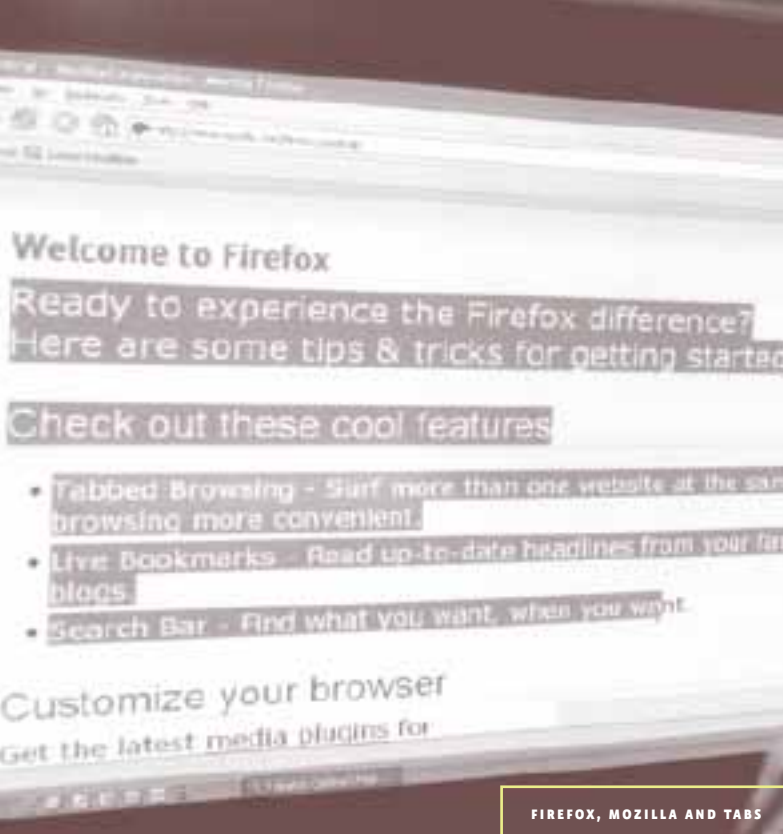 Welcome to Firefox
Ready to experience the Firefox difference?
Here are some tips & tricks for getting started
Check out these cool features
Tabbed Browsing - Surf more than one website at the
browsing more convenient.
Live Bookmarks - Read up-to-date headlines from your
blogs.
Search Bar - Find what you want, when you want.
Customize your browser
Get the latest media plugins for
FIREFOX, MOZILLA AND TABS